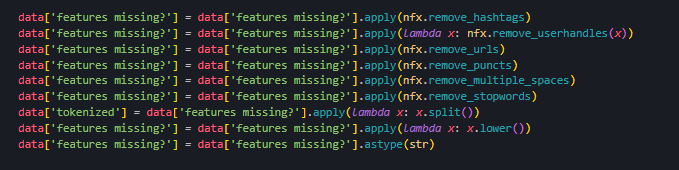 data['features missing?'] = data['features missing?'].apply(nfx.remove_hashtags)
data['features missing?'] = data['features missing?'].apply(lambda x: nfx.remove_userhandles(x))
data['features missing?'] = data['features missing?'].apply(nfx.remove_urls)
data['features missing?'] = data['features missing?'].apply(nfx.remove_puncts)
data['features missing?'] = data['features missing?'].apply(nfx.remove_multiple_spaces)
data['features missing?'] = data['features missing?'].apply(nfx.remove_stopwords)
data['tokenized'] = data['features missing?'].apply(lambda x: x.split())
data['features missing?'] = data['features missing?'].apply(lambda x: x.lower())
data['features missing?'] = data['features missing?'].astype(str)